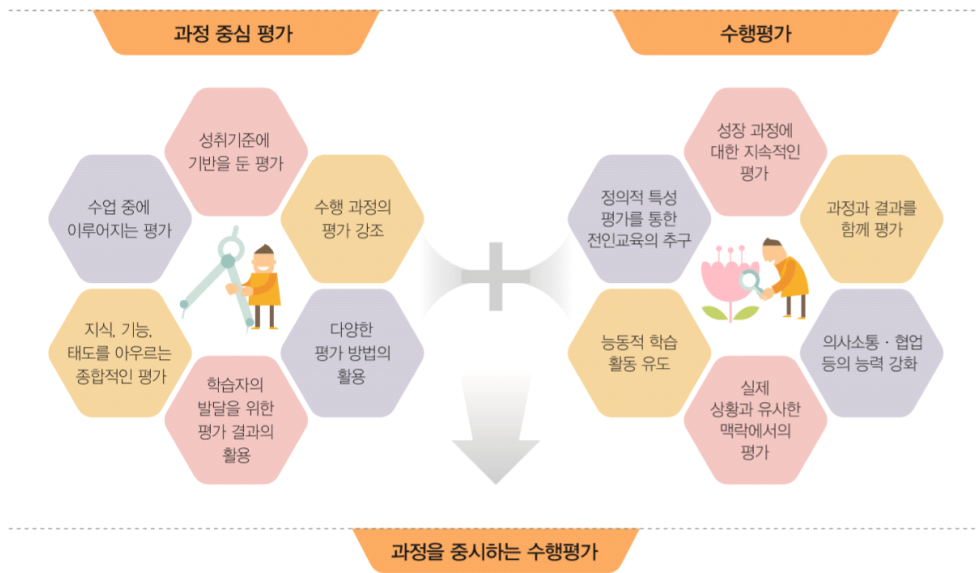 과정 중심 평가
성취기준에
기반을 둔 평가
수행 과정의
평가 강조
다양한
평가 방법의
활용
학습자의
발달을 위한
평가 결과의
활용
지식, 기능,
태도를 아우르는
종합적인 평가
수업 중에
이루어지는 평가
수행평가
성장 과정에
대한 지속적인
평가
과정과 결과를
함께 평가
의사소통 · 협업
등의 능력 강화
실제
상황과 유사한
맥락에서의
평가
능동적 학습
활동 유도
정의적 특성
평가를 통한
전인교육의 추구
과정을 중시하는 수행평가